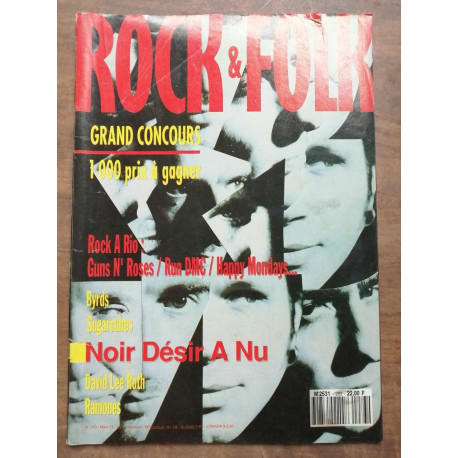 ROCK & FOLK
GRAND CONCOURS
1 000 prix à gagner
Rock A Rio :
Guns N' Roses / Run DMC / Happy Mondays...
Byrds
Sugarcubes
Noir Désir A Nu
David Lee Roth
Ramones
22,00 F